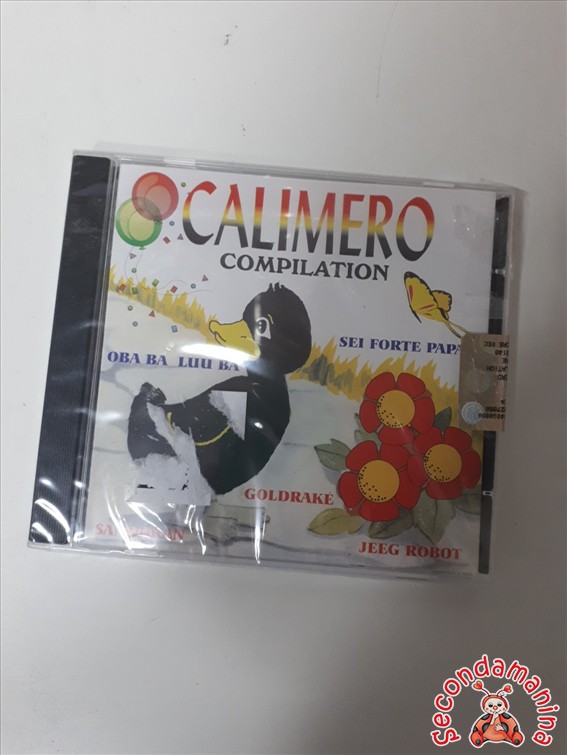 CALIMERO
COMPILATION
SEI FORTE PAPA
OBA BA LUU BA
GOLDRAKE
JEEG ROBOT
Secondamanina